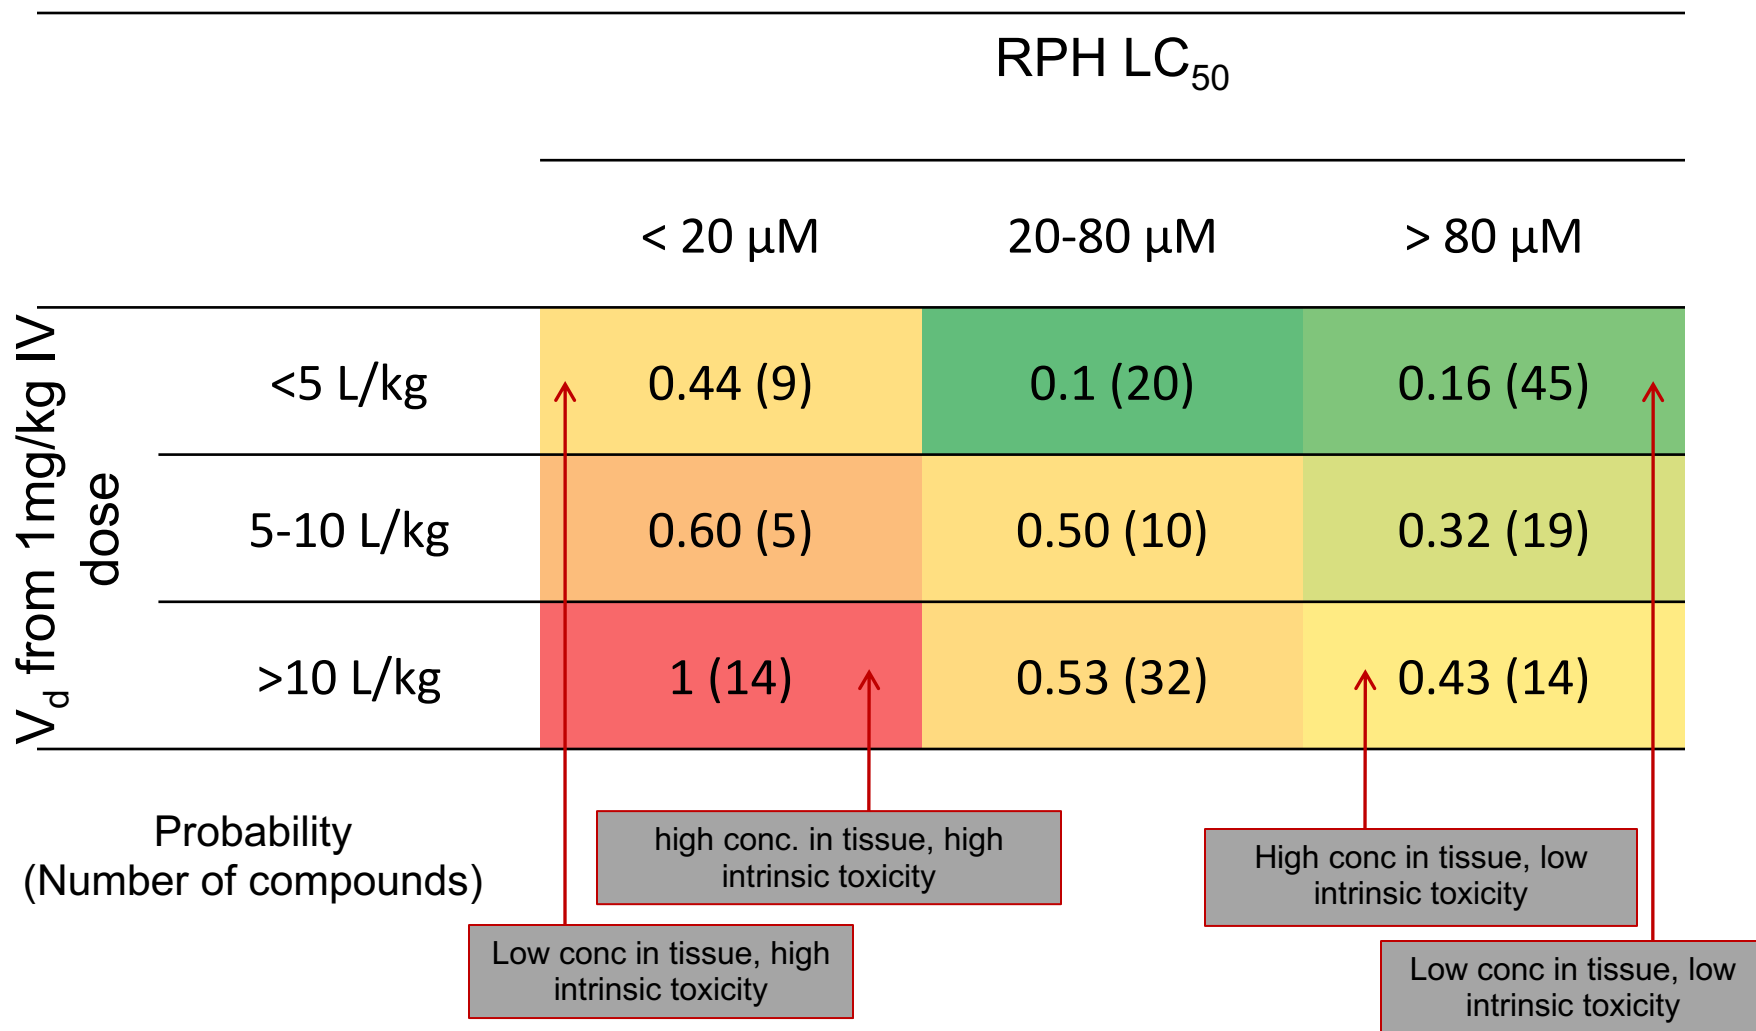 RPH LC50
< 20 µM 20-80 µM > 80 µM
Vd from 1mg/kg IV
dose
<5 L/kg 0.44 (9) 0.1 (20) 0.16 (45)
5-10 L/kg 0.60 (5) 0.50 (10) 0.32 (19)
>10 L/kg 1 (14) 0.53 (32) 0.43 (14)
Probability
(Number of compounds)
high conc. in tissue, high
intrinsic toxicity
High conc in tissue, low
intrinsic toxicity
Low conc in tissue, high
intrinsic toxicity
Low conc in tissue, low
intrinsic toxicity